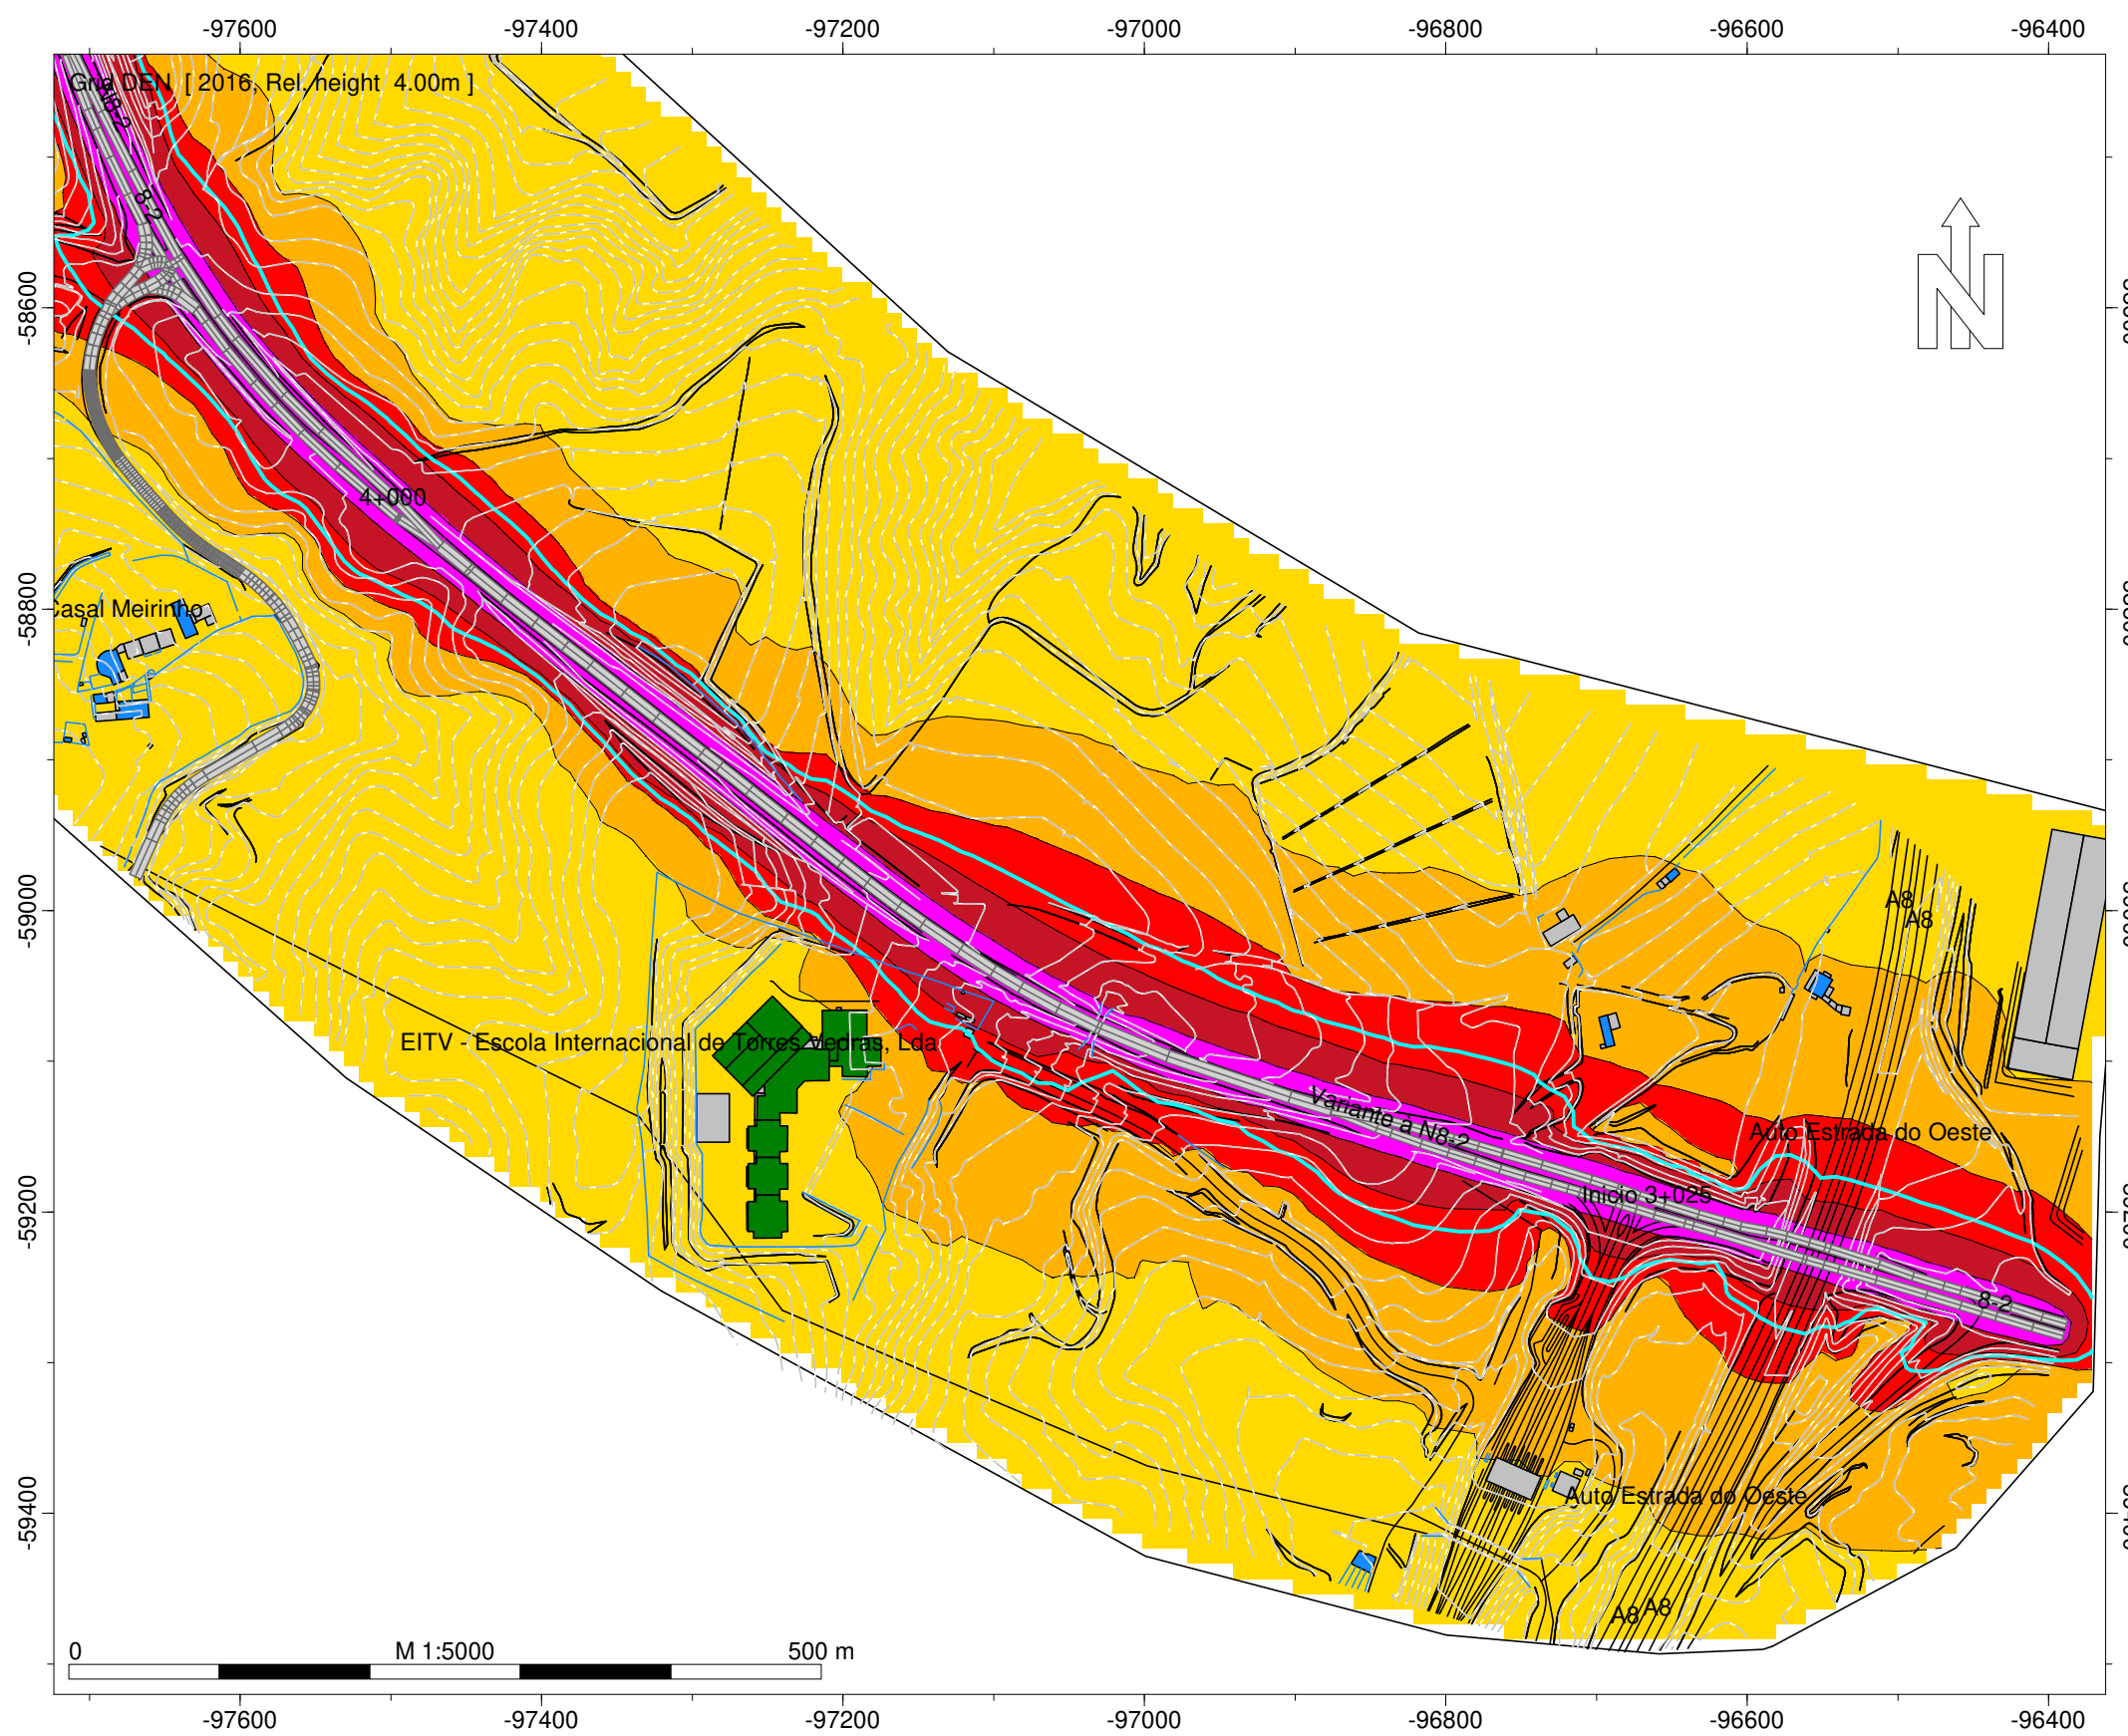 -97600 -97400 -97200 -97000 -96800 -96600 -96400
Grid DEN [ 2016, Rel. height 4.00m ]
8-2
8-2
N
-58600
4+000
-58800
Casal Meirinho
-59000
A8
A8
EITV - Escola Internacional de Torres Vedras, Lda
Variante à N8-2
Auto Estrada do Oeste
Inicio 3+025
-59200
8-2
-59400
Auto Estrada do Oeste
A8 A8
0 M 1:5000 500 m
-97600 -97400 -97200 -97000 -96800 -96600 -96400